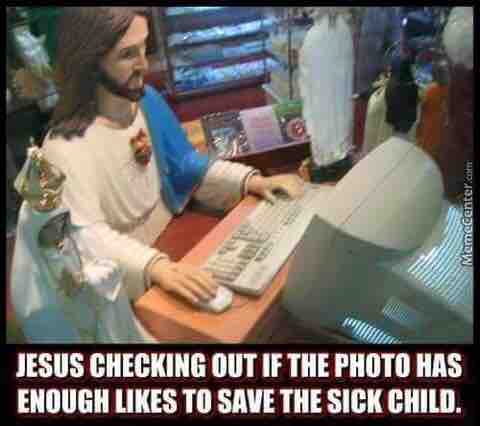 MemeCenter.com
JESUS CHECKING OUT IF THE PHOTO HAS
ENOUGH LIKES TO SAVE THE SICK CHILD.